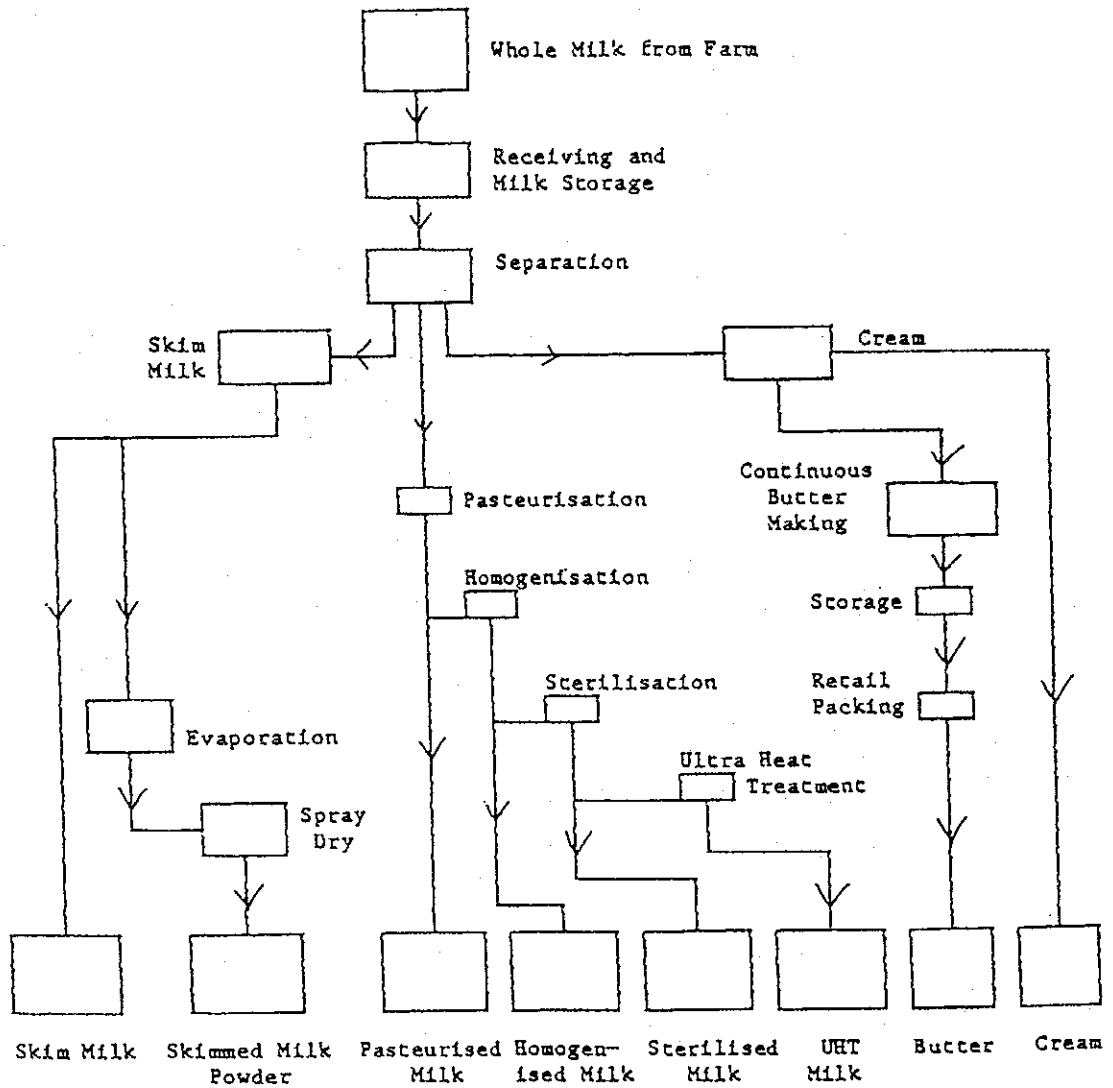 Whole Milk from Farm
Receiving and
Milk Storage
Separation
Skim
Milk
Cream
Continuous
Butter
Making
Pasteurisation
Homogenisation
Storage
Sterilisation
Retail
Packing
Evaporation
Ultra Heat
Treatment
Spray
Dry
Skim Milk
Skimmed Milk
Powder
Pasteurised
Milk
Homogen-
ised Milk
Sterilised
Milk
UHT
Milk
Butter
Cream